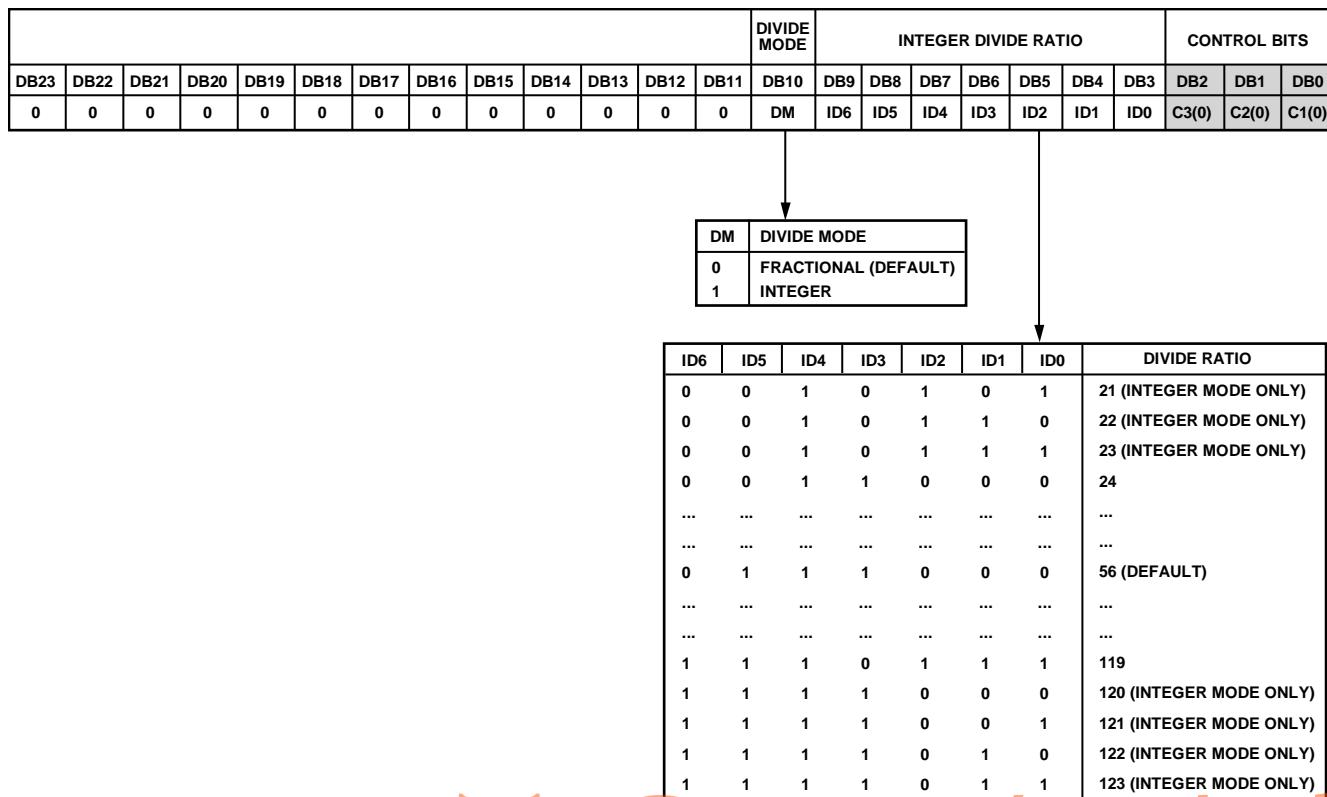 DIVIDE MODE INTEGER DIVIDE RATIO CONTROL BITS
DB23 DB22 DB21 DB20 DB19 DB18 DB17 DB16 DB15 DB14 DB13 DB12 DB11 DB10 DB9 DB8 DB7 DB6 DB5 DB4 DB3 DB2 DB1 DB0
0 0 0 0 0 0 0 0 0 0 0 0 0 DM ID6 ID5 ID4 ID3 ID2 ID1 ID0 C3(0) C2(0) C1(0)
DM DIVIDE MODE
0 FRACTIONAL (DEFAULT)
1 INTEGER
ID6 ID5 ID4 ID3 ID2 ID1 ID0 DIVIDE RATIO
0 0 1 0 1 0 1 21 (INTEGER MODE ONLY)
0 0 1 0 1 1 0 22 (INTEGER MODE ONLY)
0 0 1 0 1 1 1 23 (INTEGER MODE ONLY)
0 0 1 1 0 0 0 24
... ... ... ... ... ... ... ...
... ... ... ... ... ... ... ...
0 1 1 1 0 0 0 56 (DEFAULT)
... ... ... ... ... ... ... ...
... ... ... ... ... ... ... ...
1 1 1 0 1 1 1 119
1 1 1 1 0 0 0 120 (INTEGER MODE ONLY)
1 1 1 1 0 0 1 121 (INTEGER MODE ONLY)
1 1 1 1 0 1 0 122 (INTEGER MODE ONLY)
1 1 1 1 0 1 1 123 (INTEGER MODE ONLY)